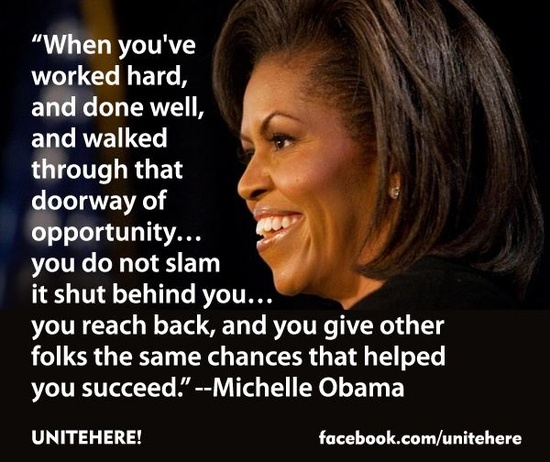 “When you've
worked hard,
and done well,
and walked
through that
doorway of
opportunity...
you do not slam
it shut behind you...
you reach back, and you give other
folks the same chances that helped
you succeed.” --Michelle Obama
UNITEHERE!
facebook.com/unitehere